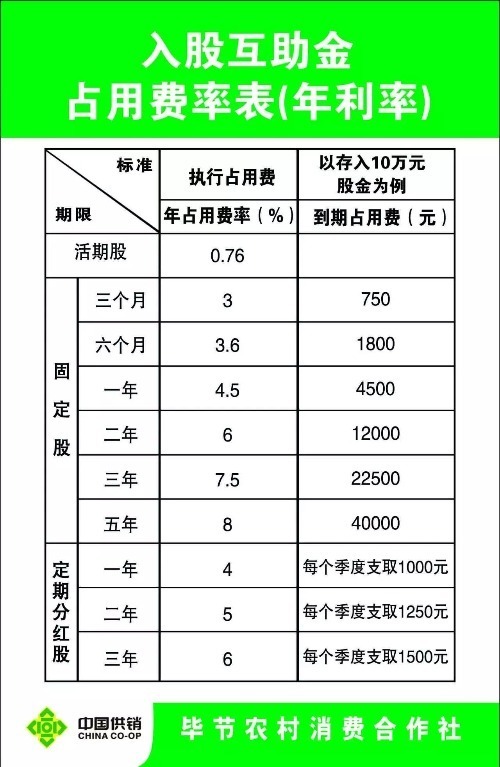 入股互助金
占用费率表(年利率)
标准
期限
执行占用费
以存入10万元
股金为例
年占用费率（%）
到期占用费（元）
活期股 0.76
固定股
三个月 3 750
六个月 3.6 1800
一年 4.5 4500
二年 6 12000
三年 7.5 22500
五年 8 40000
定期分红股
一年 4 每个季度支取1000元
二年 5 每个季度支取1250元
三年 6 每个季度支取1500元
中国供销
CHINA CO-OP
毕节农村消费合作社